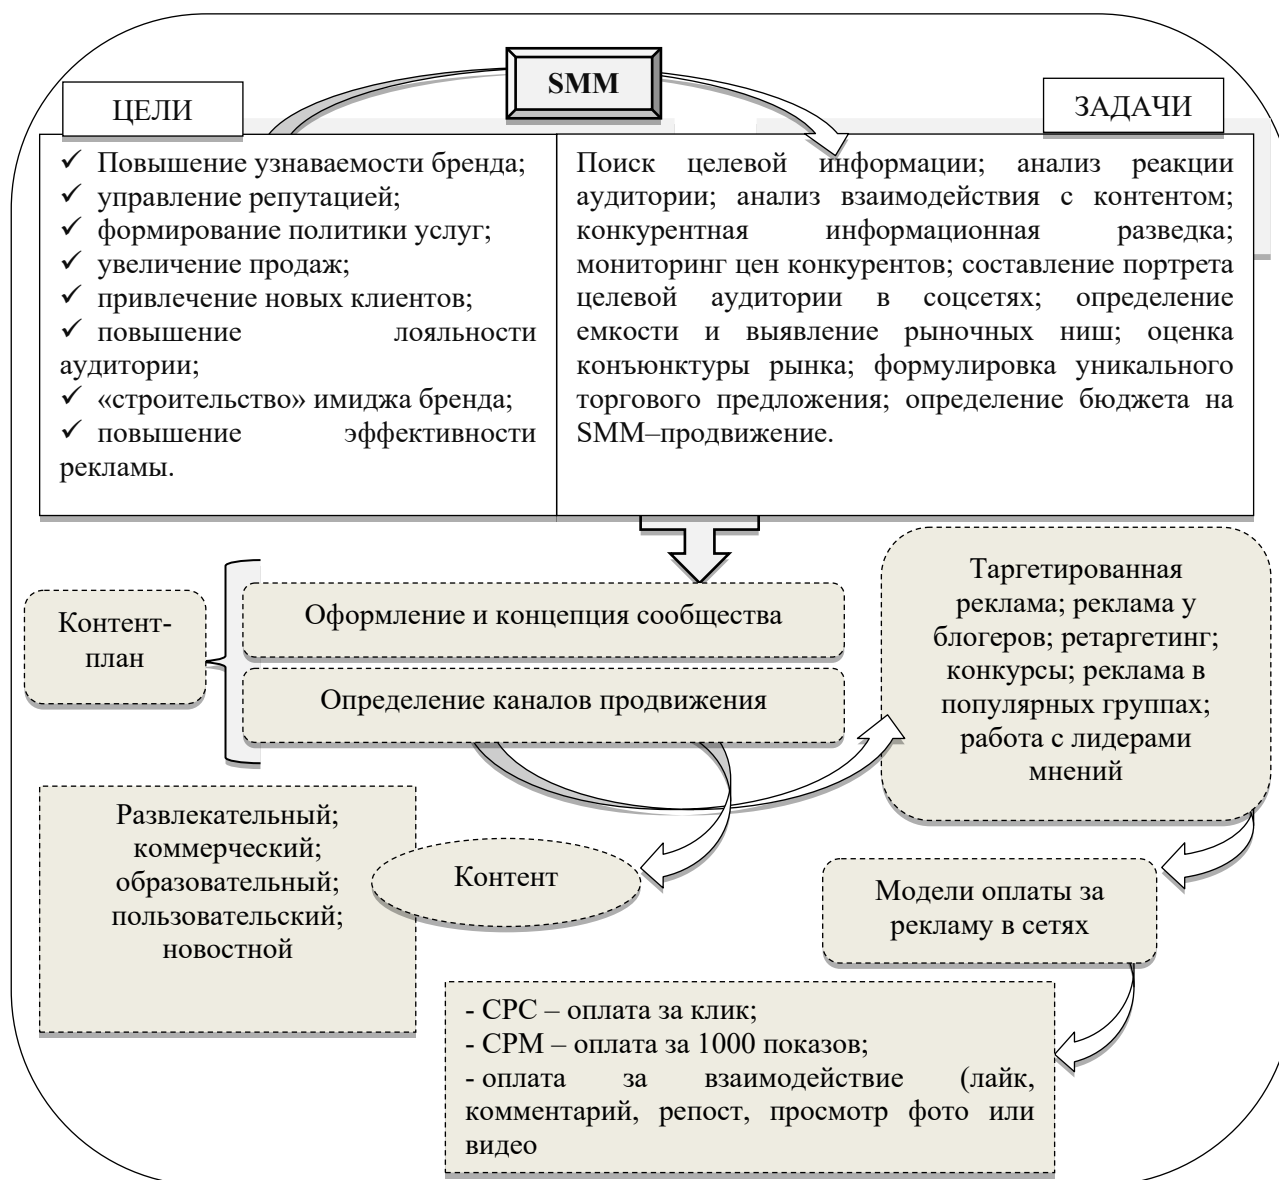 SMM
ЦЕЛИ
✓ Повышение узнаваемости бренда;
✓ управление репутацией;
✓ формирование политики услуг;
✓ увеличение продаж;
✓ привлечение новых клиентов;
✓ повышение лояльности
аудитории;
✓ «строительство» имиджа бренда;
✓ повышение эффективности
рекламы.
ЗАДАЧИ
Поиск целевой информации; анализ реакции
аудитории; анализ взаимодействия с контентом;
конкурентная информационная разведка;
мониторинг цен конкурентов; составление портрета
целевой аудитории в соцсетях; определение
емкости и выявление рыночных ниш; оценка
конъюнктуры рынка; формулировка уникального
торгового предложения; определение бюджета на
SMM–продвижение.
Контент-
план
Оформление и концепция сообщества
Определение каналов продвижения
Таргетированная
реклама; реклама у
блогеров; ретаргетинг;
конкурсы; реклама в
популярных группах;
работа с лидерами
мнений
Развлекательный;
коммерческий;
образовательный;
пользовательский;
новостной
Контент
Модели оплаты за
рекламу в сетях
- CPC – оплата за клик;
- CPM – оплата за 1000 показов;
- оплата за взаимодействие (лайк,
комментарий, репост, просмотр фото или
видео